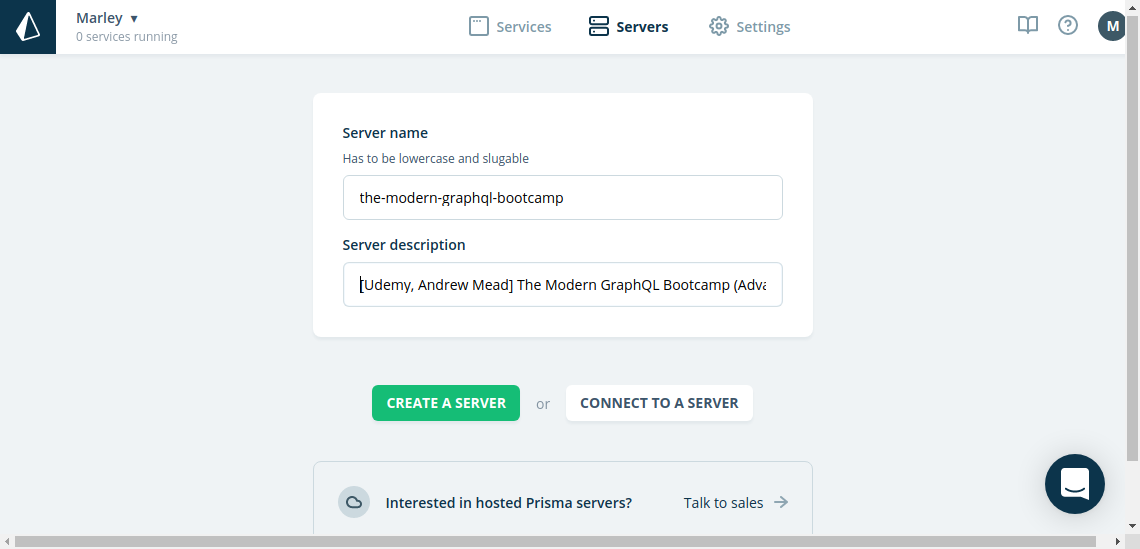 Marley ▼
0 services running
Services
Servers
Settings
M
Server name
Has to be lowercase and slugable
the-modern-graphql-bootcamp
Server description
[Udemy, Andrew Mead] The Modern GraphQL Bootcamp (Adva
CREATE A SERVER
or
CONNECT TO A SERVER
Interested in hosted Prisma servers?
Talk to sales